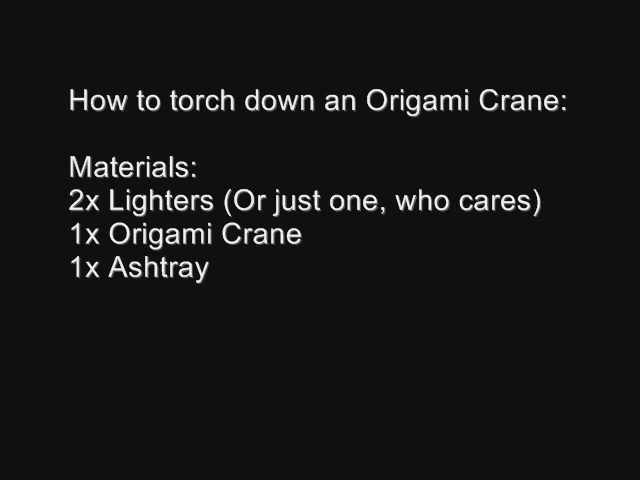 How to torch down an Origami Crane:
Materials:
2x Lighters (Or just one, who cares)
1x Origami Crane
1x Ashtray